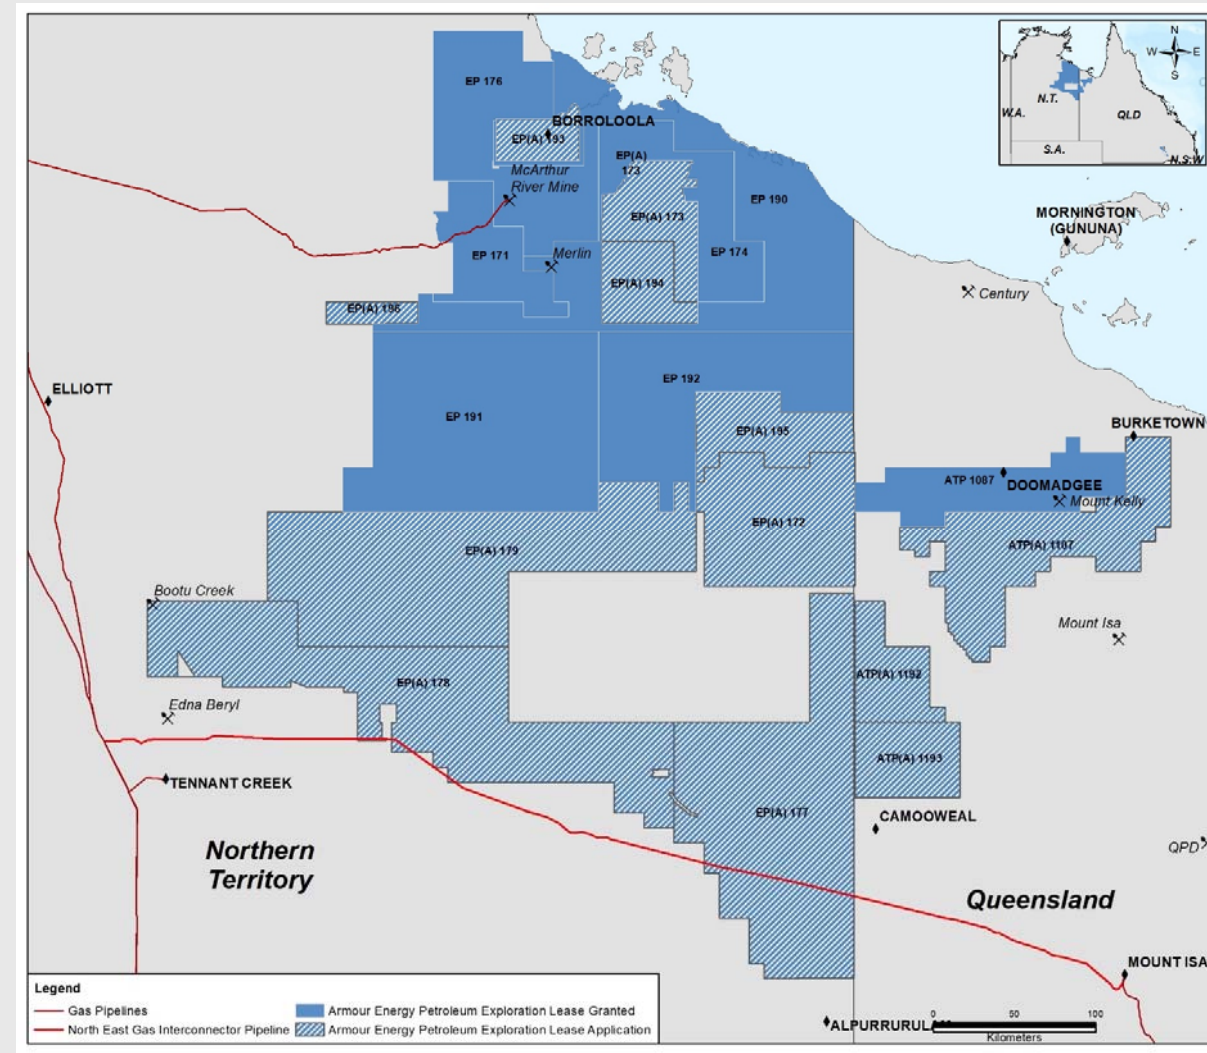 EP 176
BORROLOOLA
EP(A) 193
McArthur
River Mine
EP(A)
173
EP(A) 173
EP 190
EP 171
Merlin
EP 174
EP(A) 194
EP(A) 196
N
W E
S
N.T.
W.A.
QLD
S.A.
N.S.W
MORNINGTON
(GUNUNA)
Century
ELLIOTT
EP 192
EP 191
EP(A) 195
BURKETOWN
ATP 1087
DOOMADGEE
Mount Kelly
EP(A) 172
EP(A) 179
ATP(A) 1107
Bootu Creek
Mount Isa
EP(A) 178
ATP(A) 1192
Edna Beryl
ATP(A) 1193
TENNANT CREEK
EP(A) 177
CAMOOWEAL
QPD
Northern
Territory
Queensland
MOUNT ISA
Legend
Gas Pipelines
Armour Energy Petroleum Exploration Lease Granted
North East Gas Interconnector Pipeline
Armour Energy Petroleum Exploration Lease Application
0 50 100
Kilometers